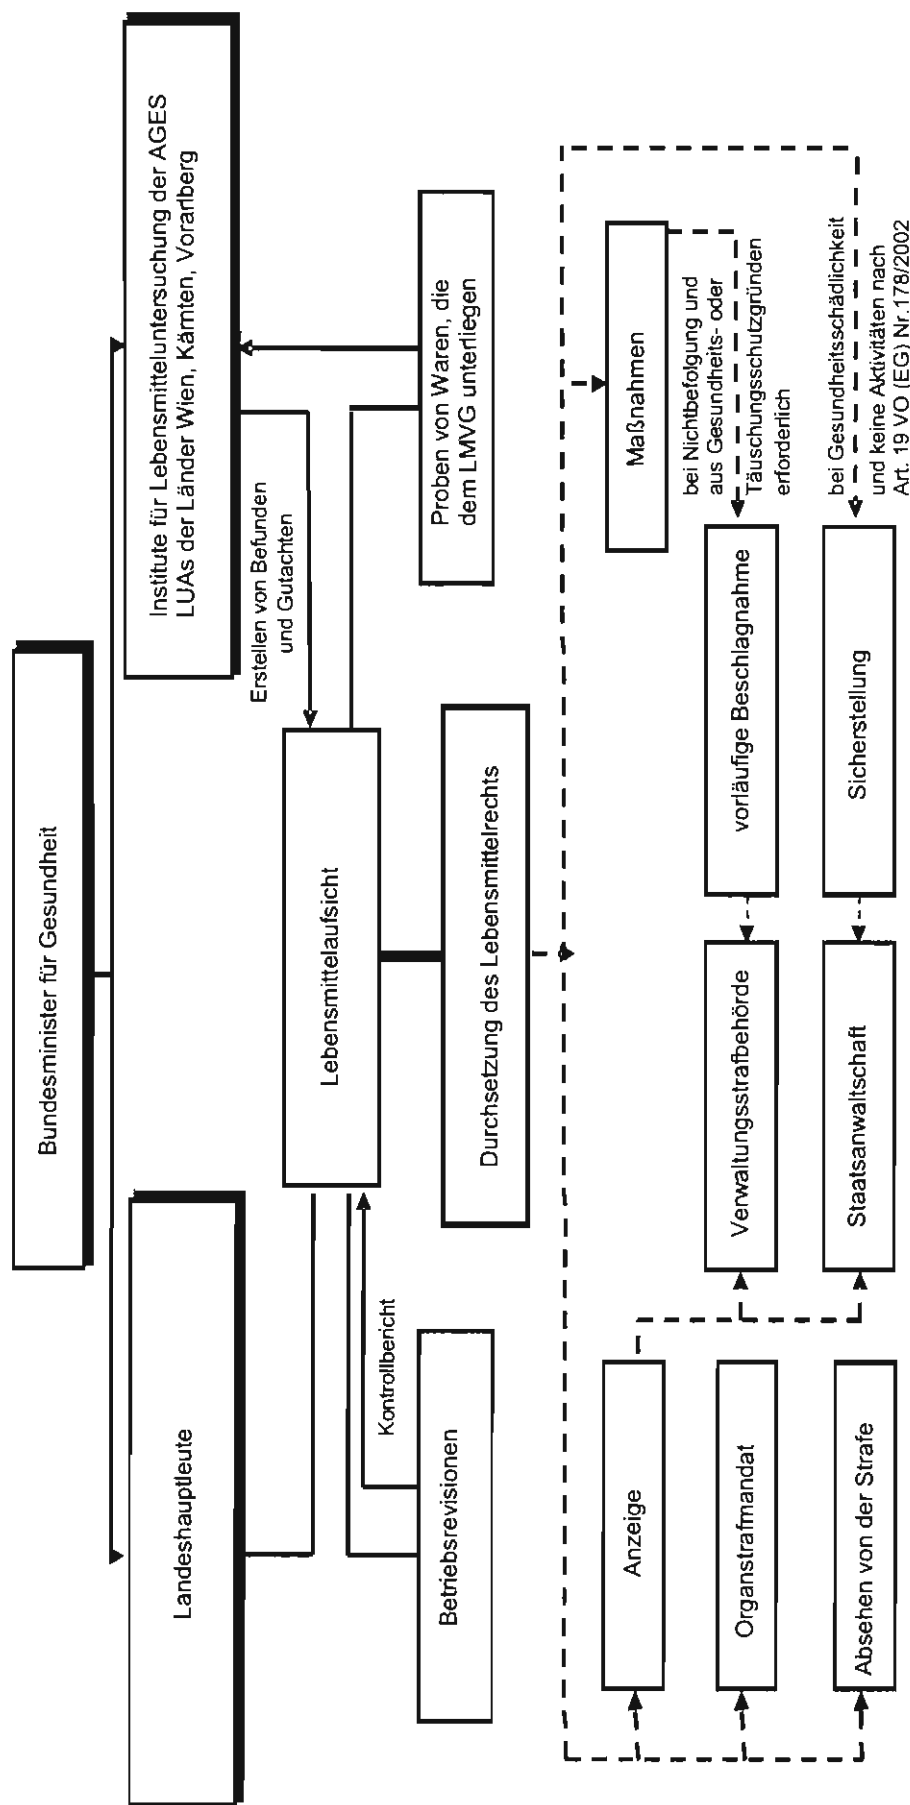 Bundesminister für Gesundheit
Landeshauptleute
Institute für Lebensmitteluntersuchung der AGES
LUAs der Länder Wien, Kärnten, Vorarlberg
Erstellen von Befunden
und Gutachten
Lebensmittelaufsicht
Kontrollbericht
Betriebsrevisionen
Durchsetzung des Lebensmittelrechts
Proben von Waren, die
dem LMVG unterliegen
Anzeige
Maßnahmen
bei Nichtbefolgung und
aus Gesundheits- oder
Täuschungsschutzgründen
erforderlich
Organstrafmandat
Verwaltungsstrafbehörde
vorläufige Beschlagnahme
bei Gesundheitsschädlichkeit
und keine Aktivitäten nach
Art. 19 VO (EG) Nr.178/2002
Absehen von der Strafe
Staatsanwaltschaft
Sicherstellung